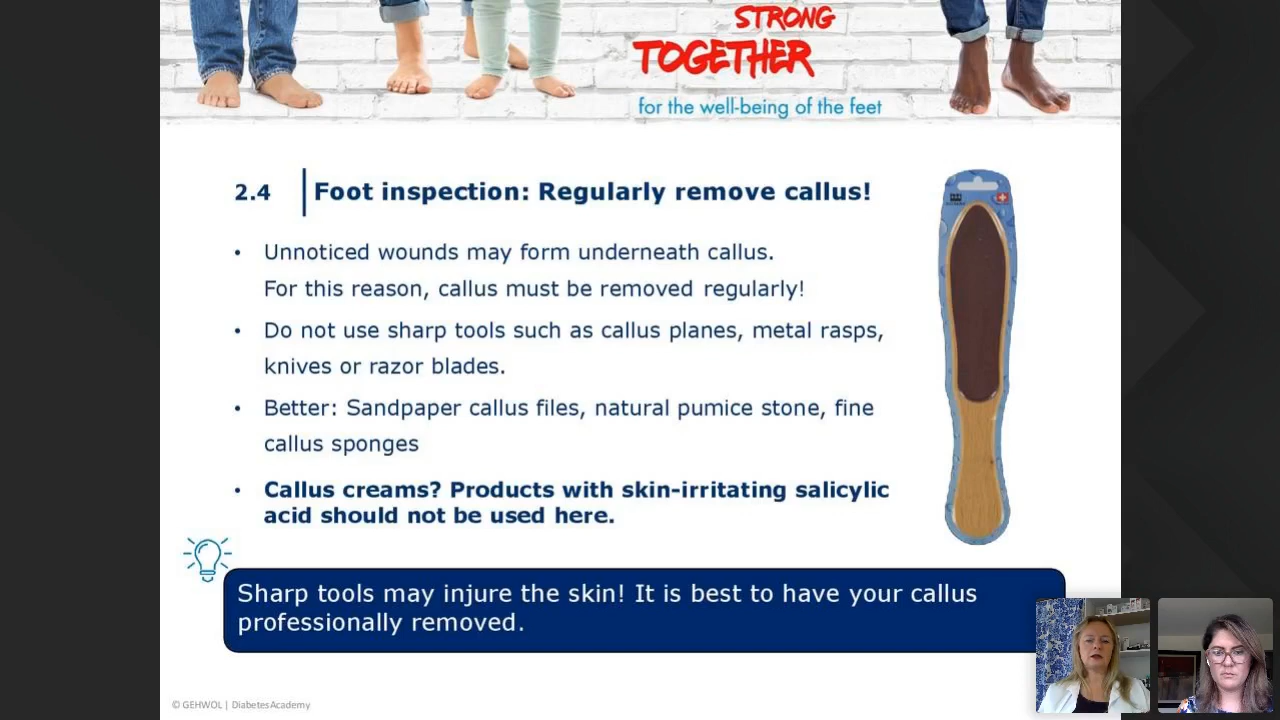 STRONG
TOGETHER
for the well-being of the feet
2.4 Foot inspection: Regularly remove callus!
• Unnoticed wounds may form underneath callus.
For this reason, callus must be removed regularly!
• Do not use sharp tools such as callus planes, metal rasps,
knives or razor blades.
• Better: Sandpaper callus files, natural pumice stone, fine
callus sponges
• Callus creams? Products with skin-irritating salicylic
acid should not be used here.
Sharp tools may injure the skin! It is best to have your callus
professionally removed.
© GEHWOL | DiabetesAcademy